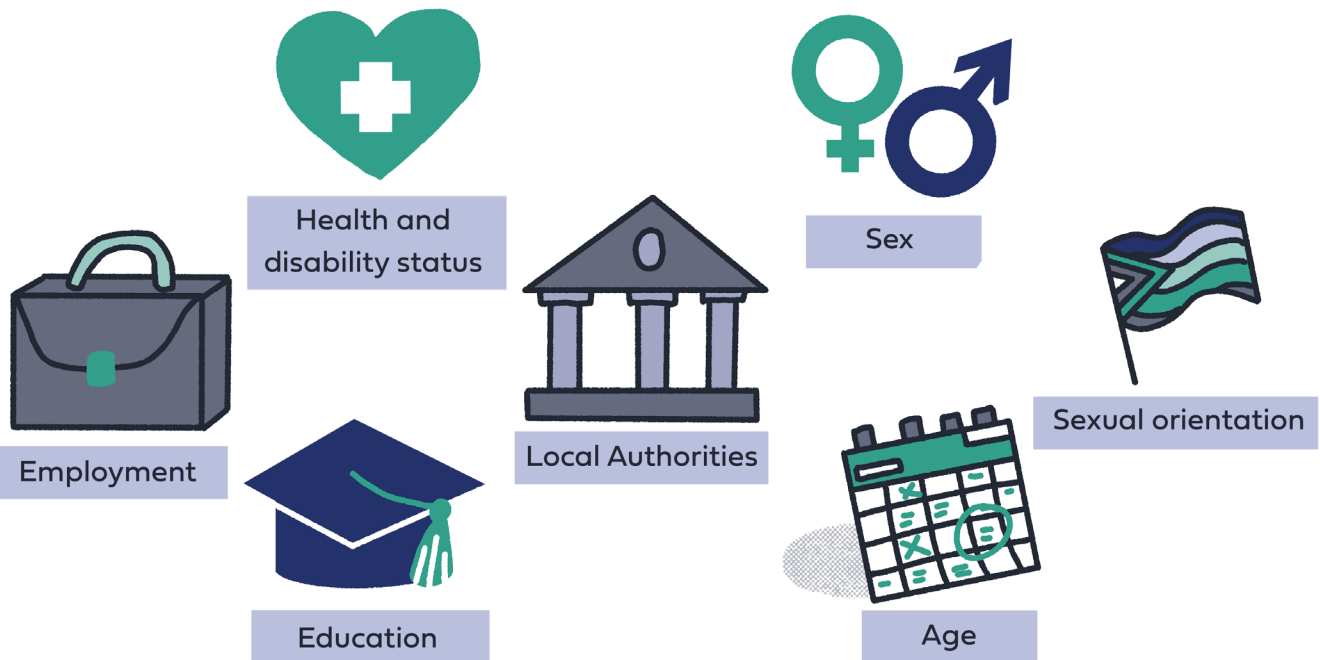 Health and
disability status
Sex
Employment
Local Authorities
Sexual orientation
Education
Age